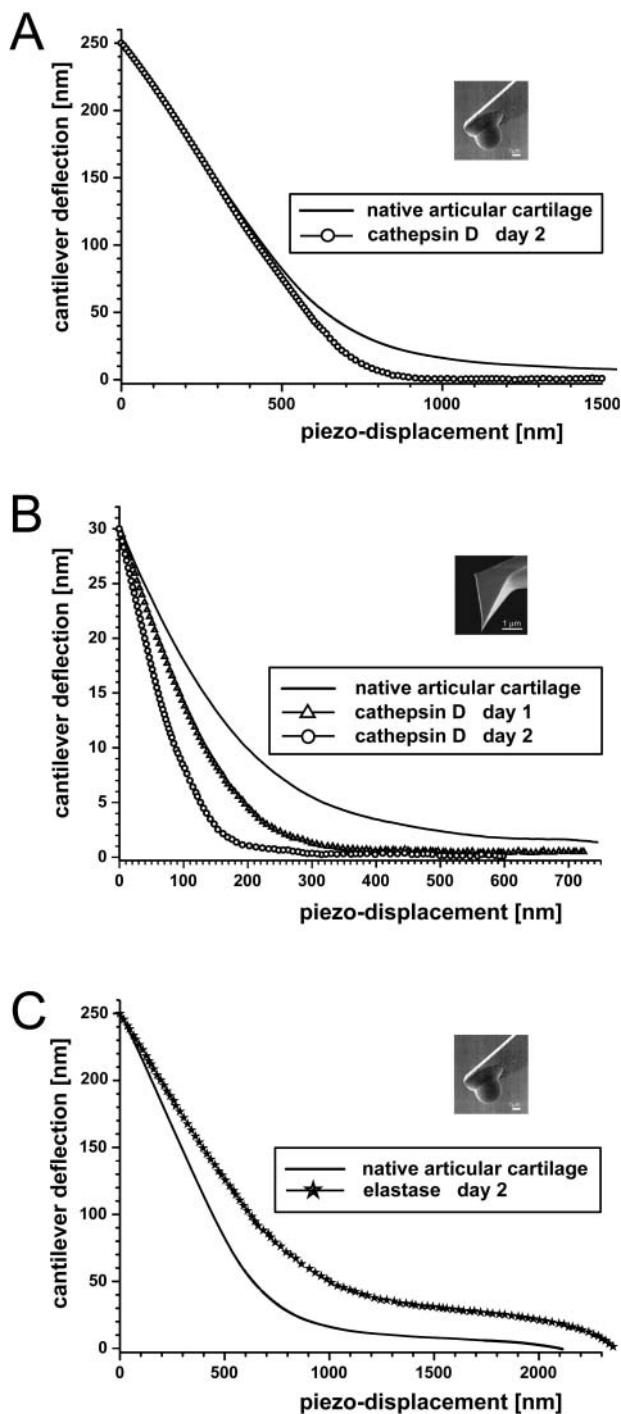 A
cantilever deflection [nm]
250
200
150
100
50
0
native articular cartilage
cathepsin D day 2
0 500 1000 1500
piezo-displacement [nm]
B
cantilever deflection [nm]
30
25
20
15
10
5
0
1 µm
native articular cartilage
cathepsin D day 1
cathepsin D day 2
0 100 200 300 400 500 600 700
piezo-displacement [nm]
C
cantilever deflection [nm]
250
200
150
100
50
0
native articular cartilage
elastase day 2
0 500 1000 1500 2000
piezo-displacement [nm]